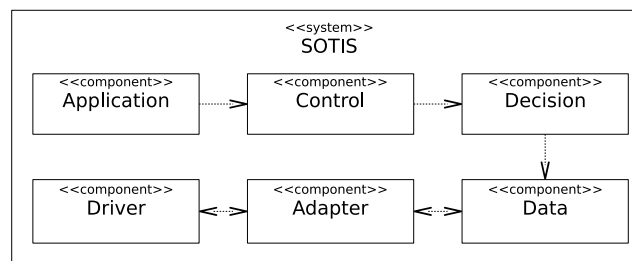 <<system>>
SOTIS
<<component>>
Application
<<component>>
Control
<<component>>
Decision
<<component>>
Driver
<<component>>
Adapter
<<component>>
Data